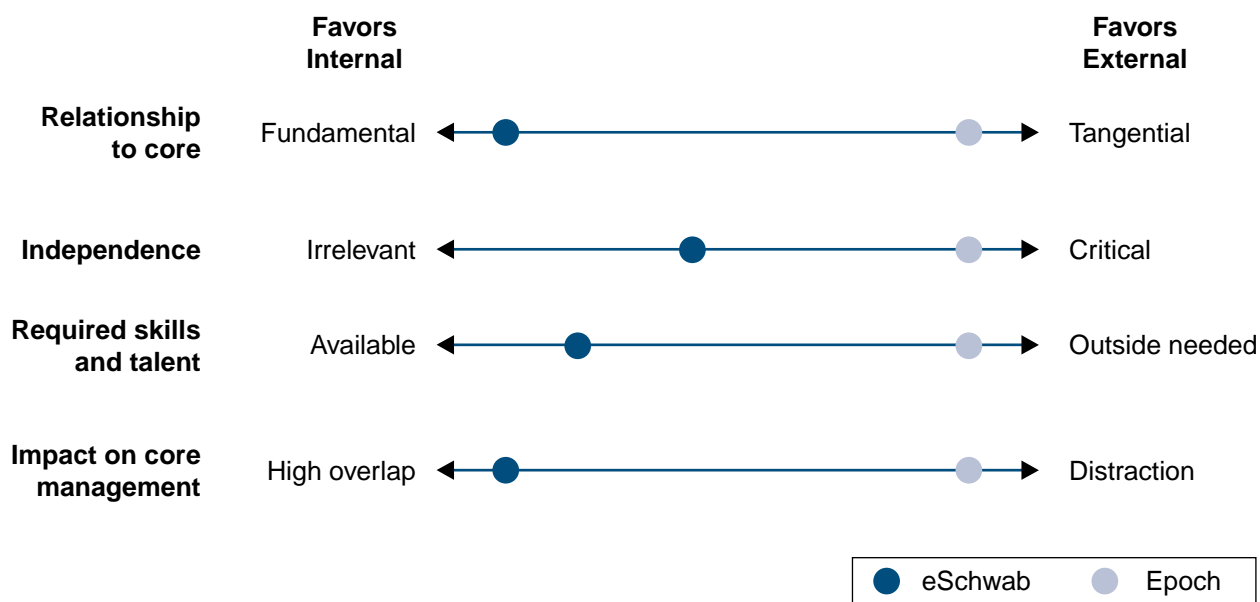 Favors
Internal
Favors
External
Relationship
to core
Fundamental
Tangential
Independence
Irrelevant
Critical
Required skills
and talent
Available
Outside needed
Impact on core
management
High overlap
Distraction
eSchwab
Epoch